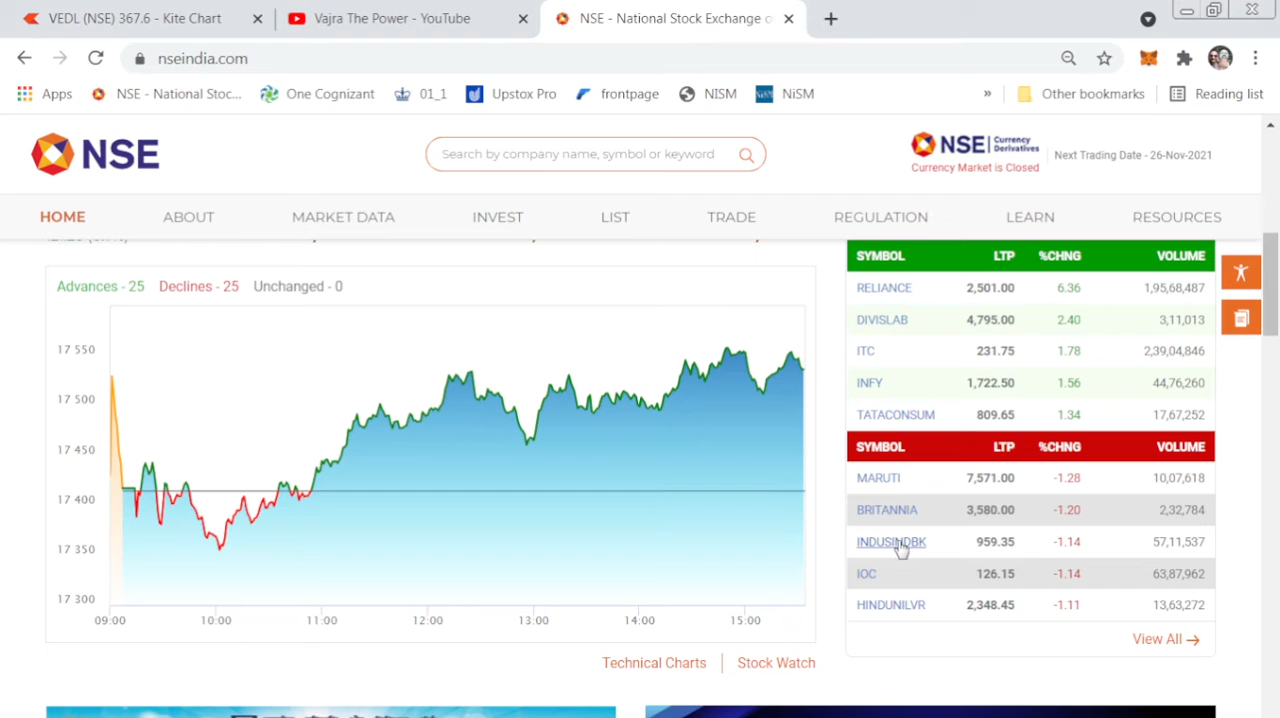 VEDL (NSE) 367.6 - Kite Chart
Vajra The Power - YouTube
NSE - National Stock Exchange o
nseindia.com
Apps
NSE - National Stoc...
One Cognizant
01_1
Upstox Pro
frontpage
NISM
NiSM
»
Other bookmarks
Reading list
NSE
Search by company name, symbol or keyword
NSE Currency Derivatives
Currency Market is Closed
Next Trading Date - 26-Nov-2021
HOME ABOUT MARKET DATA INVEST LIST TRADE REGULATION LEARN RESOURCES
Advances - 25 Declines - 25 Unchanged - 0
17 550
17 500
17 450
17 400
17 350
17 300
09:00 10:00 11:00 12:00 13:00 14:00 15:00
Technical Charts Stock Watch
SYMBOL LTP %CHNG VOLUME
RELIANCE 2,501.00 6.36 1,95,68,487
DIVISLAB 4,795.00 2.40 3,11,013
ITC 231.75 1.78 2,39,04,846
INFY 1,722.50 1.56 44,76,260
TATACONSUM 809.65 1.34 17,67,252
SYMBOL LTP %CHNG VOLUME
MARUTI 7,571.00 -1.28 10,07,618
BRITANNIA 3,580.00 -1.20 2,32,784
INDUSINDBK 959.35 -1.14 57,11,537
IOC 126.15 -1.14 63,87,962
HINDUNILVR 2,348.45 -1.11 13,63,272
View All